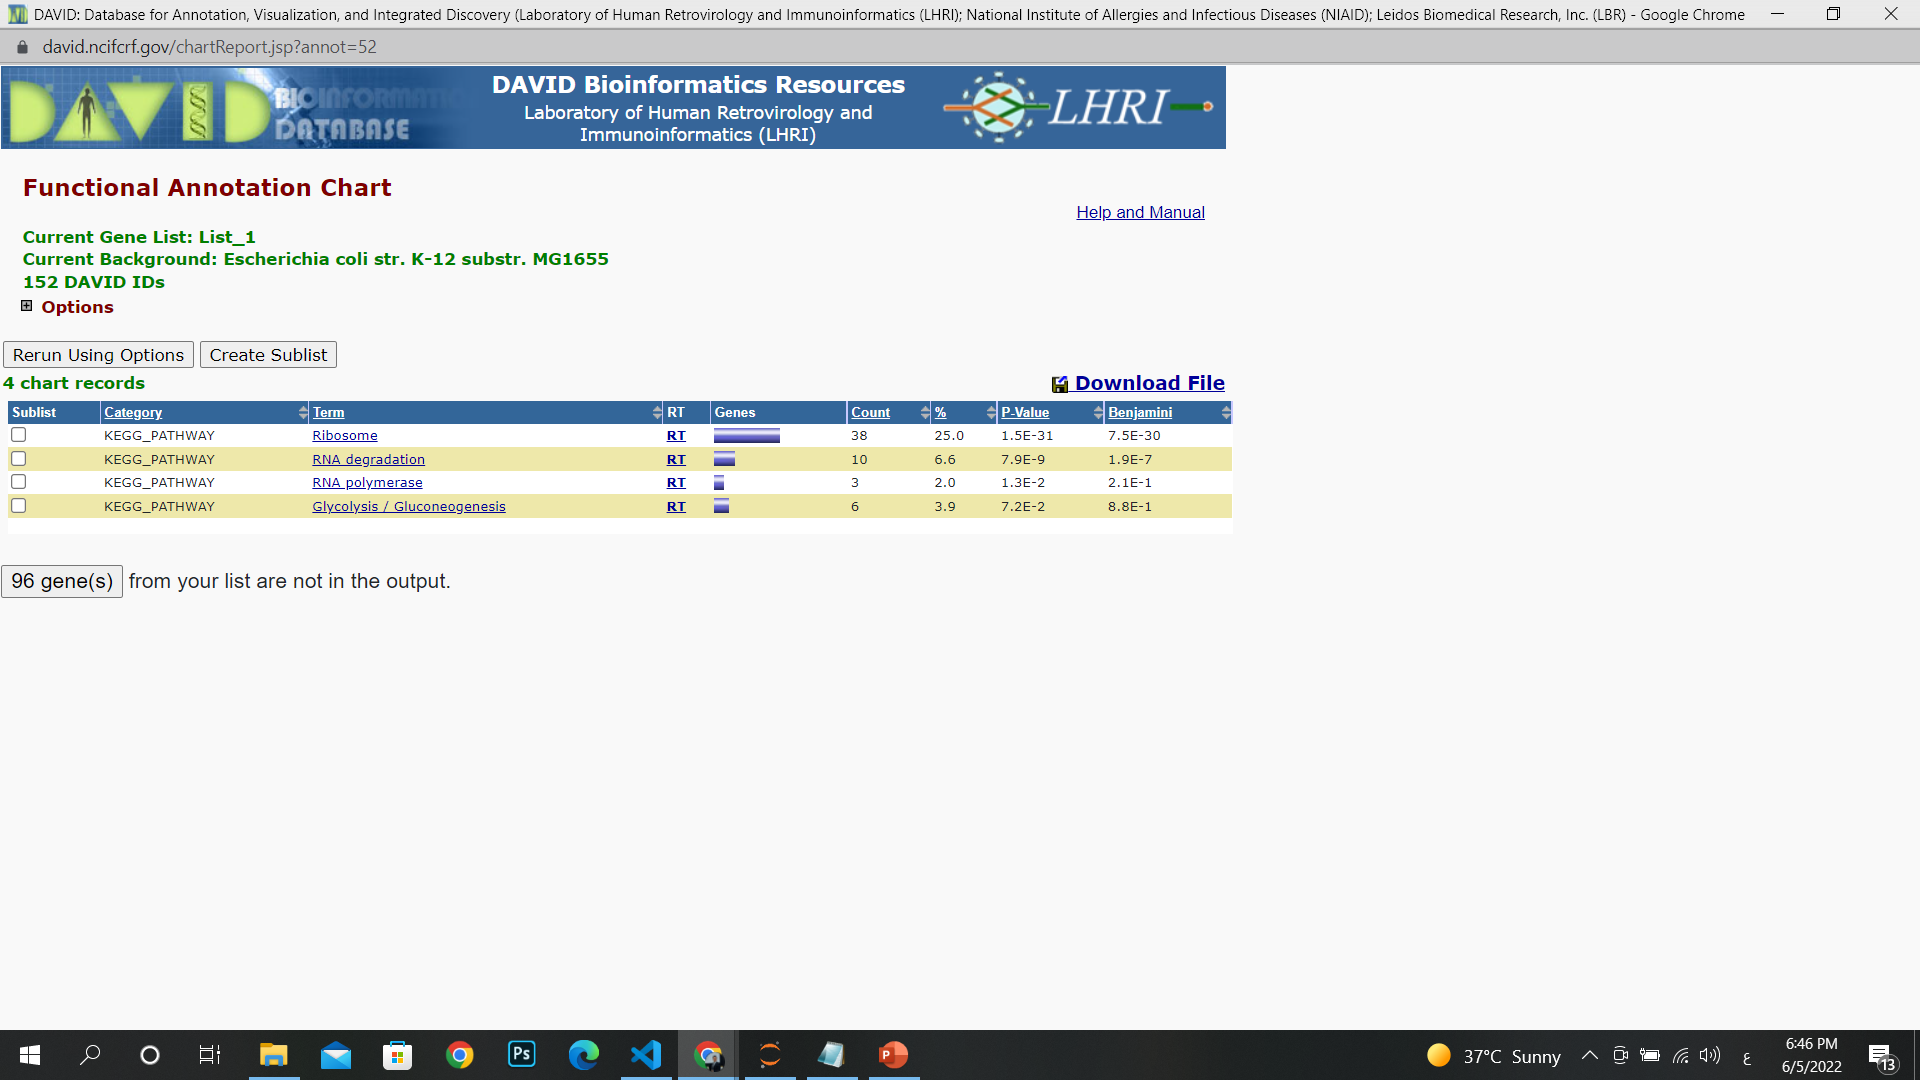 DAVID: Database for Annotation, Visualization, and Integrated Discovery (Laboratory of Human Retrovirology and Immunoinformatics (LHRI); National Institute of Allergies and Infectious Diseases (NIAID); Leidos Biomedical Research, Inc. (LBR) - Google Chrome
david.ncifcrf.gov/chartReport.jsp?annot=52
DAVID BIOINFORMATICS DATABASE
DAVID Bioinformatics Resources
Laboratory of Human Retrovirology and
Immunoinformatics (LHRI)
LHRI
Functional Annotation Chart
Help and Manual
Current Gene List: List_1
Current Background: Escherichia coli str. K-12 substr. MG1655
152 DAVID IDs
Options
Rerun Using Options Create Sublist
4 chart records Download File
Sublist Category Term RT Genes Count % P-Value Benjamini
KEGG_PATHWAY Ribosome RT 38 25.0 1.5E-31 7.5E-30
KEGG_PATHWAY RNA degradation RT 10 6.6 7.9E-9 1.9E-7
KEGG_PATHWAY RNA polymerase RT 3 2.0 1.3E-2 2.1E-1
KEGG_PATHWAY Glycolysis / Gluconeogenesis RT 6 3.9 7.2E-2 8.8E-1
96 gene(s) from your list are not in the output.
Ps
P
37°C Sunny
ع
6:46 PM
6/5/2022
13